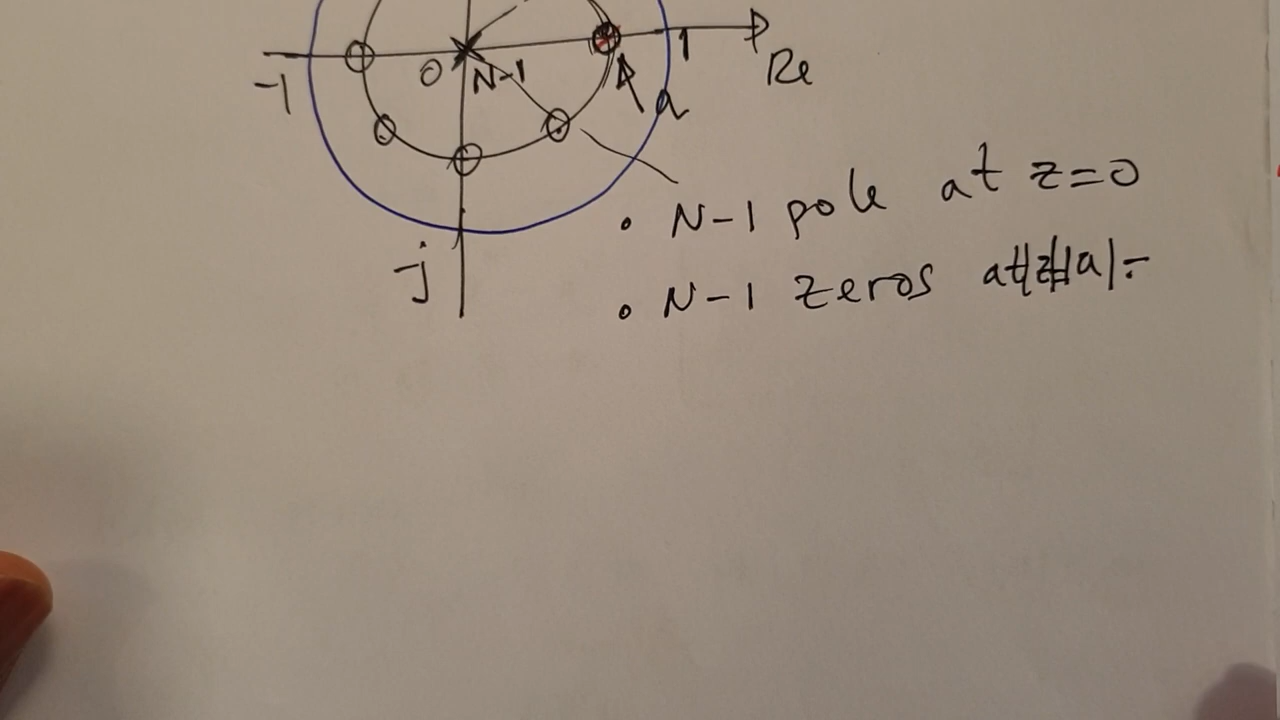 1
Re
-1
0
N-1
a
• N-1 pole at z=0
-j
• N-1 zeros at |z|=|a|-